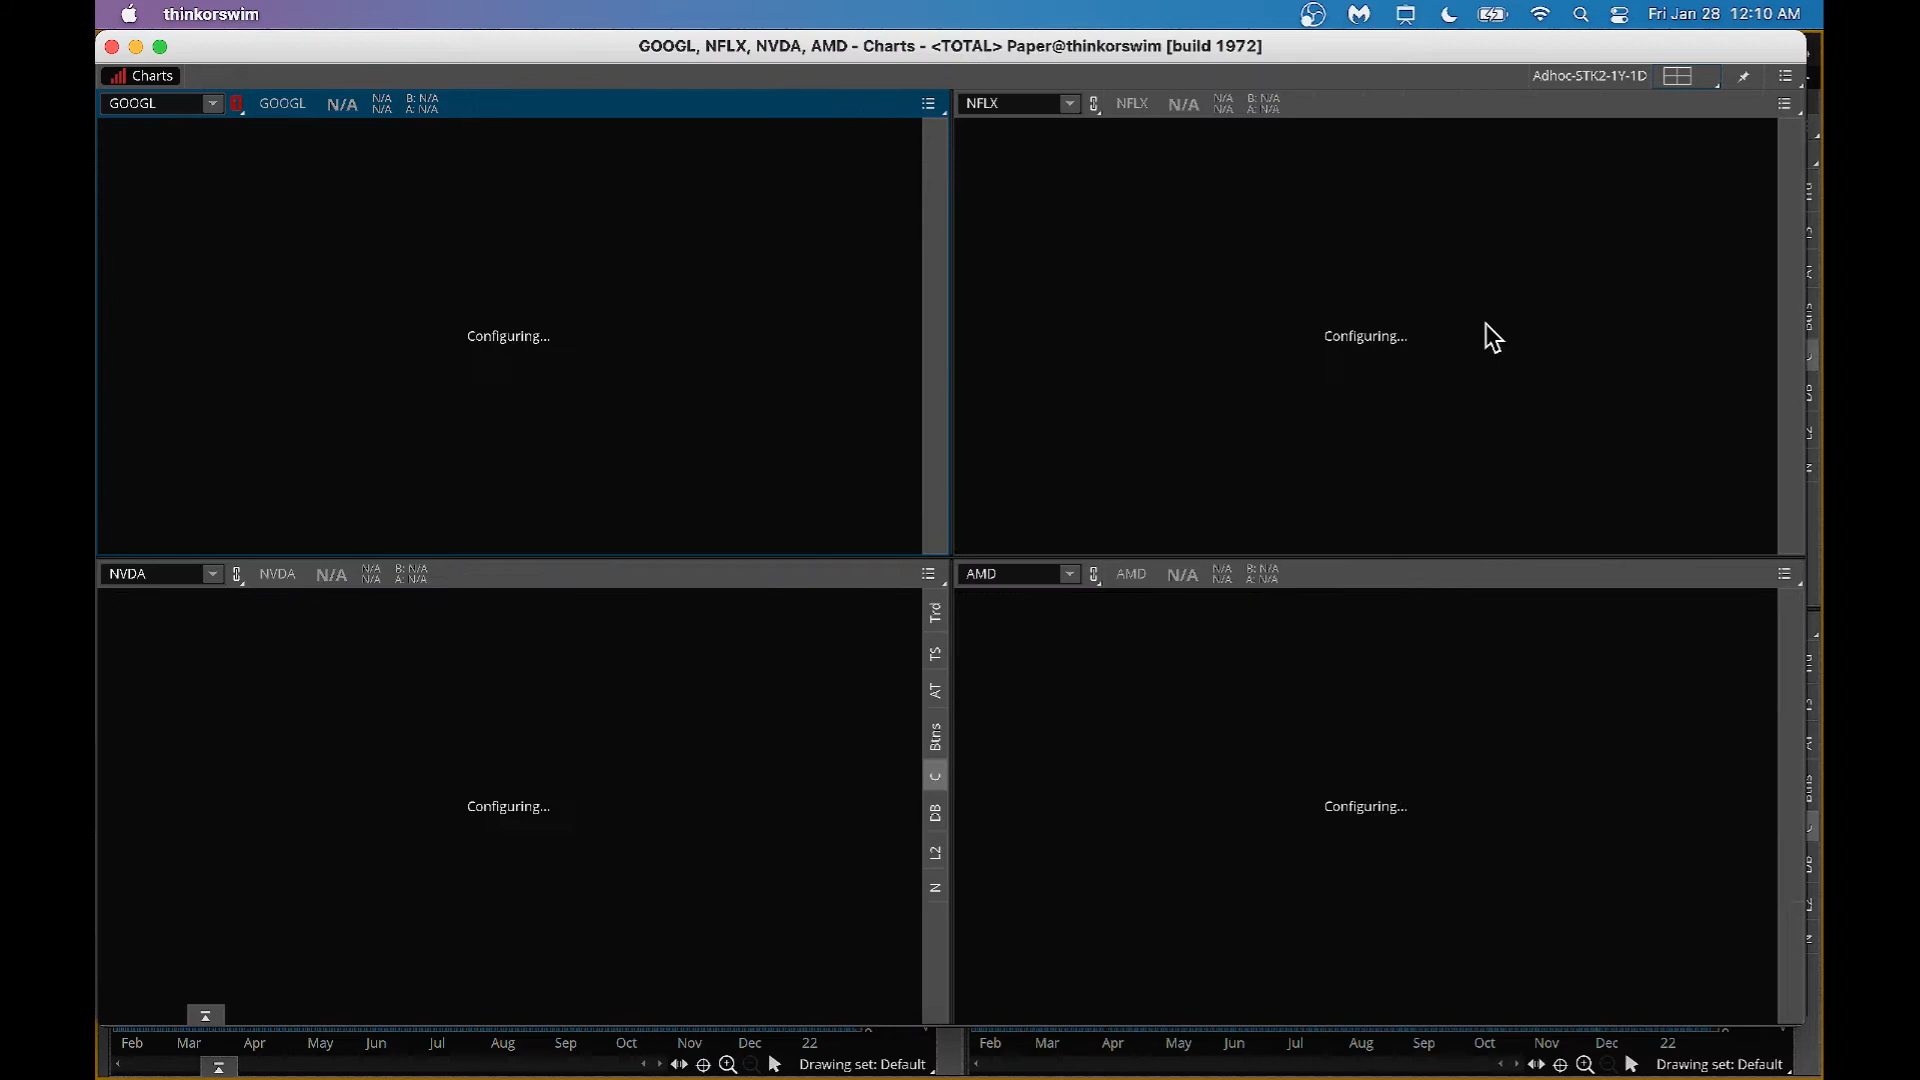 thinkorswim Fri Jan 28 12:10 AM
GOOGL, NFLX, NVDA, AMD - Charts - <TOTAL> Paper@thinkorswim [build 1972]
Charts Adhoc-STK2-1Y-1D
GOOGL 1 GOOGL N/A N/A N/A B: N/A A: N/A
NFLX NFLX N/A N/A N/A B: N/A A: N/A
Configuring...
Configuring...
NVDA NVDA N/A N/A N/A B: N/A A: N/A
AMD AMD N/A N/A N/A B: N/A A: N/A
Trd
TS
AT
Btns
C
DB
L2
N
Configuring...
Configuring...
Feb Mar Apr May Jun Jul Aug Sep Oct Nov Dec 22
Feb Mar Apr May Jun Jul Aug Sep Oct Nov Dec 22
Drawing set: Default
Drawing set: Default